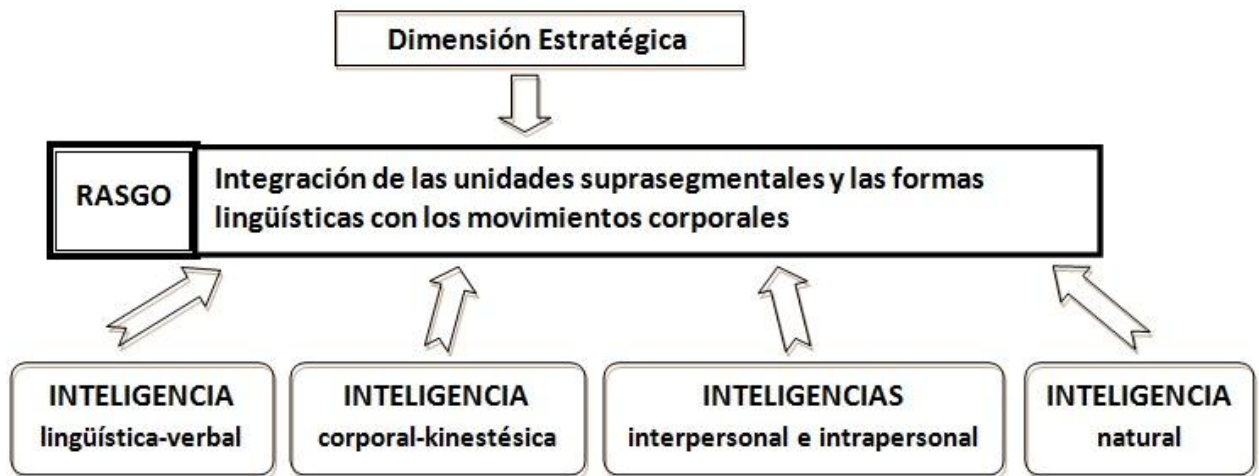 Dimensión Estratégica
RASGO
Integración de las unidades suprasegmentales y las formas
lingüísticas con los movimientos corporales
INTELIGENCIA
lingüística-verbal
INTELIGENCIA
corporal-kinestésica
INTELIGENCIAS
interpersonal e intrapersonal
INTELIGENCIA
natural